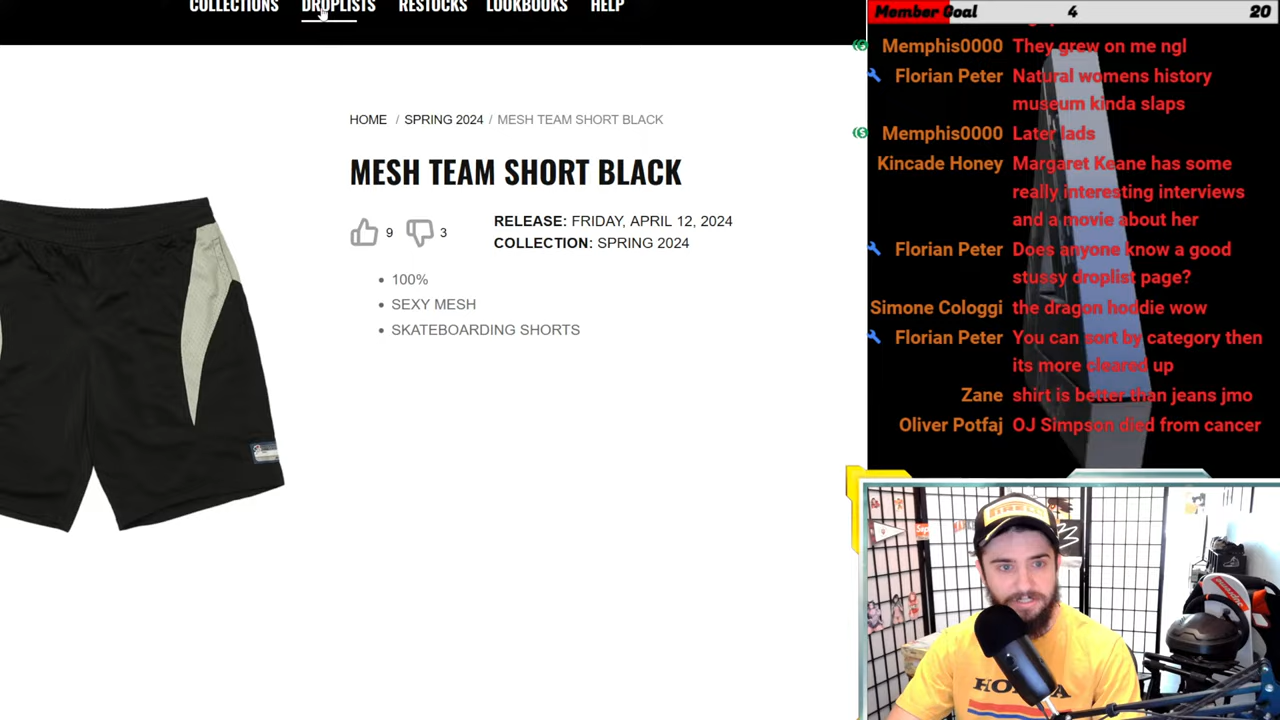 COLLECTIONS DROPLISTS RESTOCKS LOOKBOOKS HELP
HOME / SPRING 2024 / MESH TEAM SHORT BLACK
MESH TEAM SHORT BLACK
9 3
RELEASE: FRIDAY, APRIL 12, 2024
COLLECTION: SPRING 2024
• 100%
• SEXY MESH
• SKATEBOARDING SHORTS
Member Goal 4 20
Memphis0000 They grew on me ngl
Florian Peter Natural womens history
museum kinda slaps
Memphis0000 Later lads
Kincade Honey Margaret Keane has some
really interesting interviews
and a movie about her
Florian Peter Does anyone know a good
stussy droplist page?
Simone Cologgi the dragon hoddie wow
Florian Peter You can sort by category then
its more cleared up
Zane shirt is better than jeans jmo
Oliver Potfaj OJ Simpson died from cancer
PIRELLI
HONDA